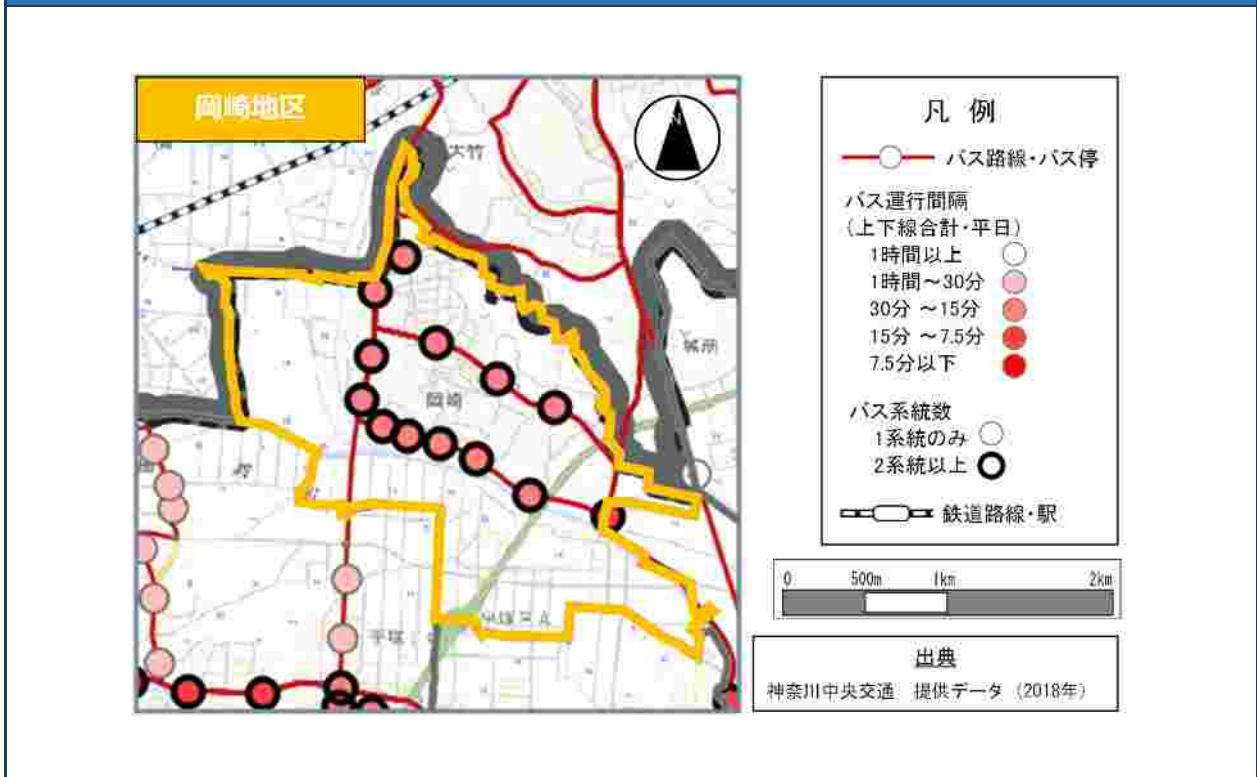 岡崎地区
N
大竹
城所
岡崎
平塚
凡 例
バス路線・バス停
バス運行間隔
(上下線合計・平日)
1時間以上
1時間～30分
30分 ～15分
15分 ～7.5分
7.5分以下
バス系統数
1系統のみ
2系統以上
鉄道路線・駅
0 500m 1km 2km
出典
神奈川中央交通 提供データ (2018年)